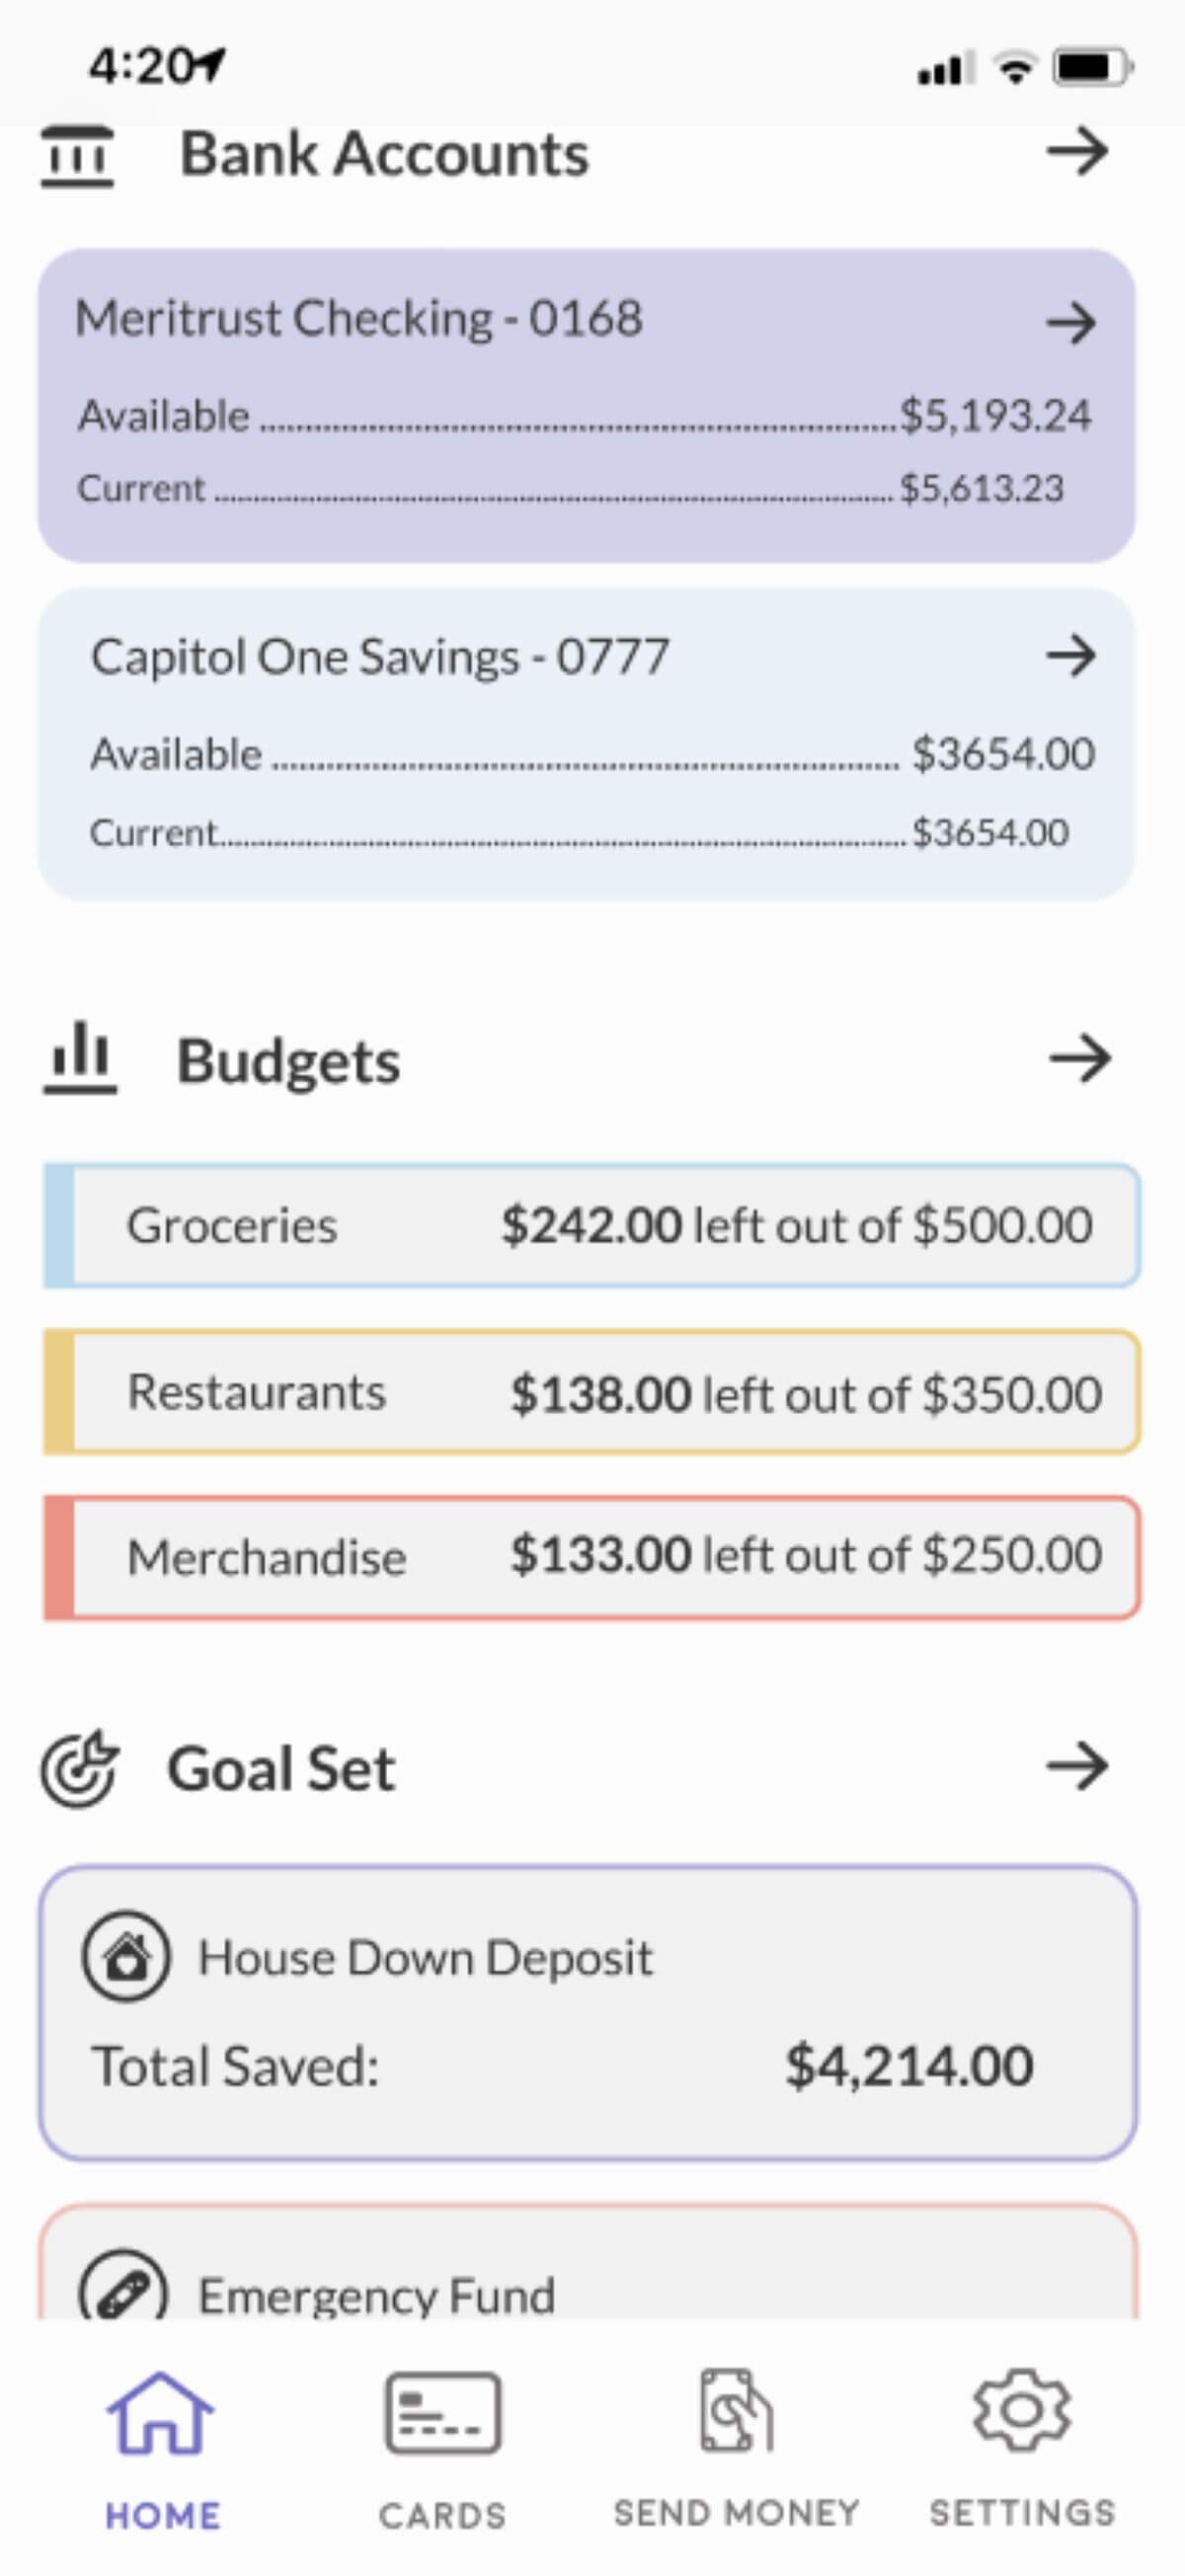 4:20
Bank Accounts
Meritrust Checking - 0168
Available ........ $5,193.24
Current ........ $5,613.23
Capitol One Savings - 0777
Available ........ $3654.00
Current ........ $3654.00
Budgets
Groceries $242.00 left out of $500.00
Restaurants $138.00 left out of $350.00
Merchandise $133.00 left out of $250.00
Goal Set
House Down Deposit
Total Saved: $4,214.00
Emergency Fund
HOME CARDS SEND MONEY SETTINGS